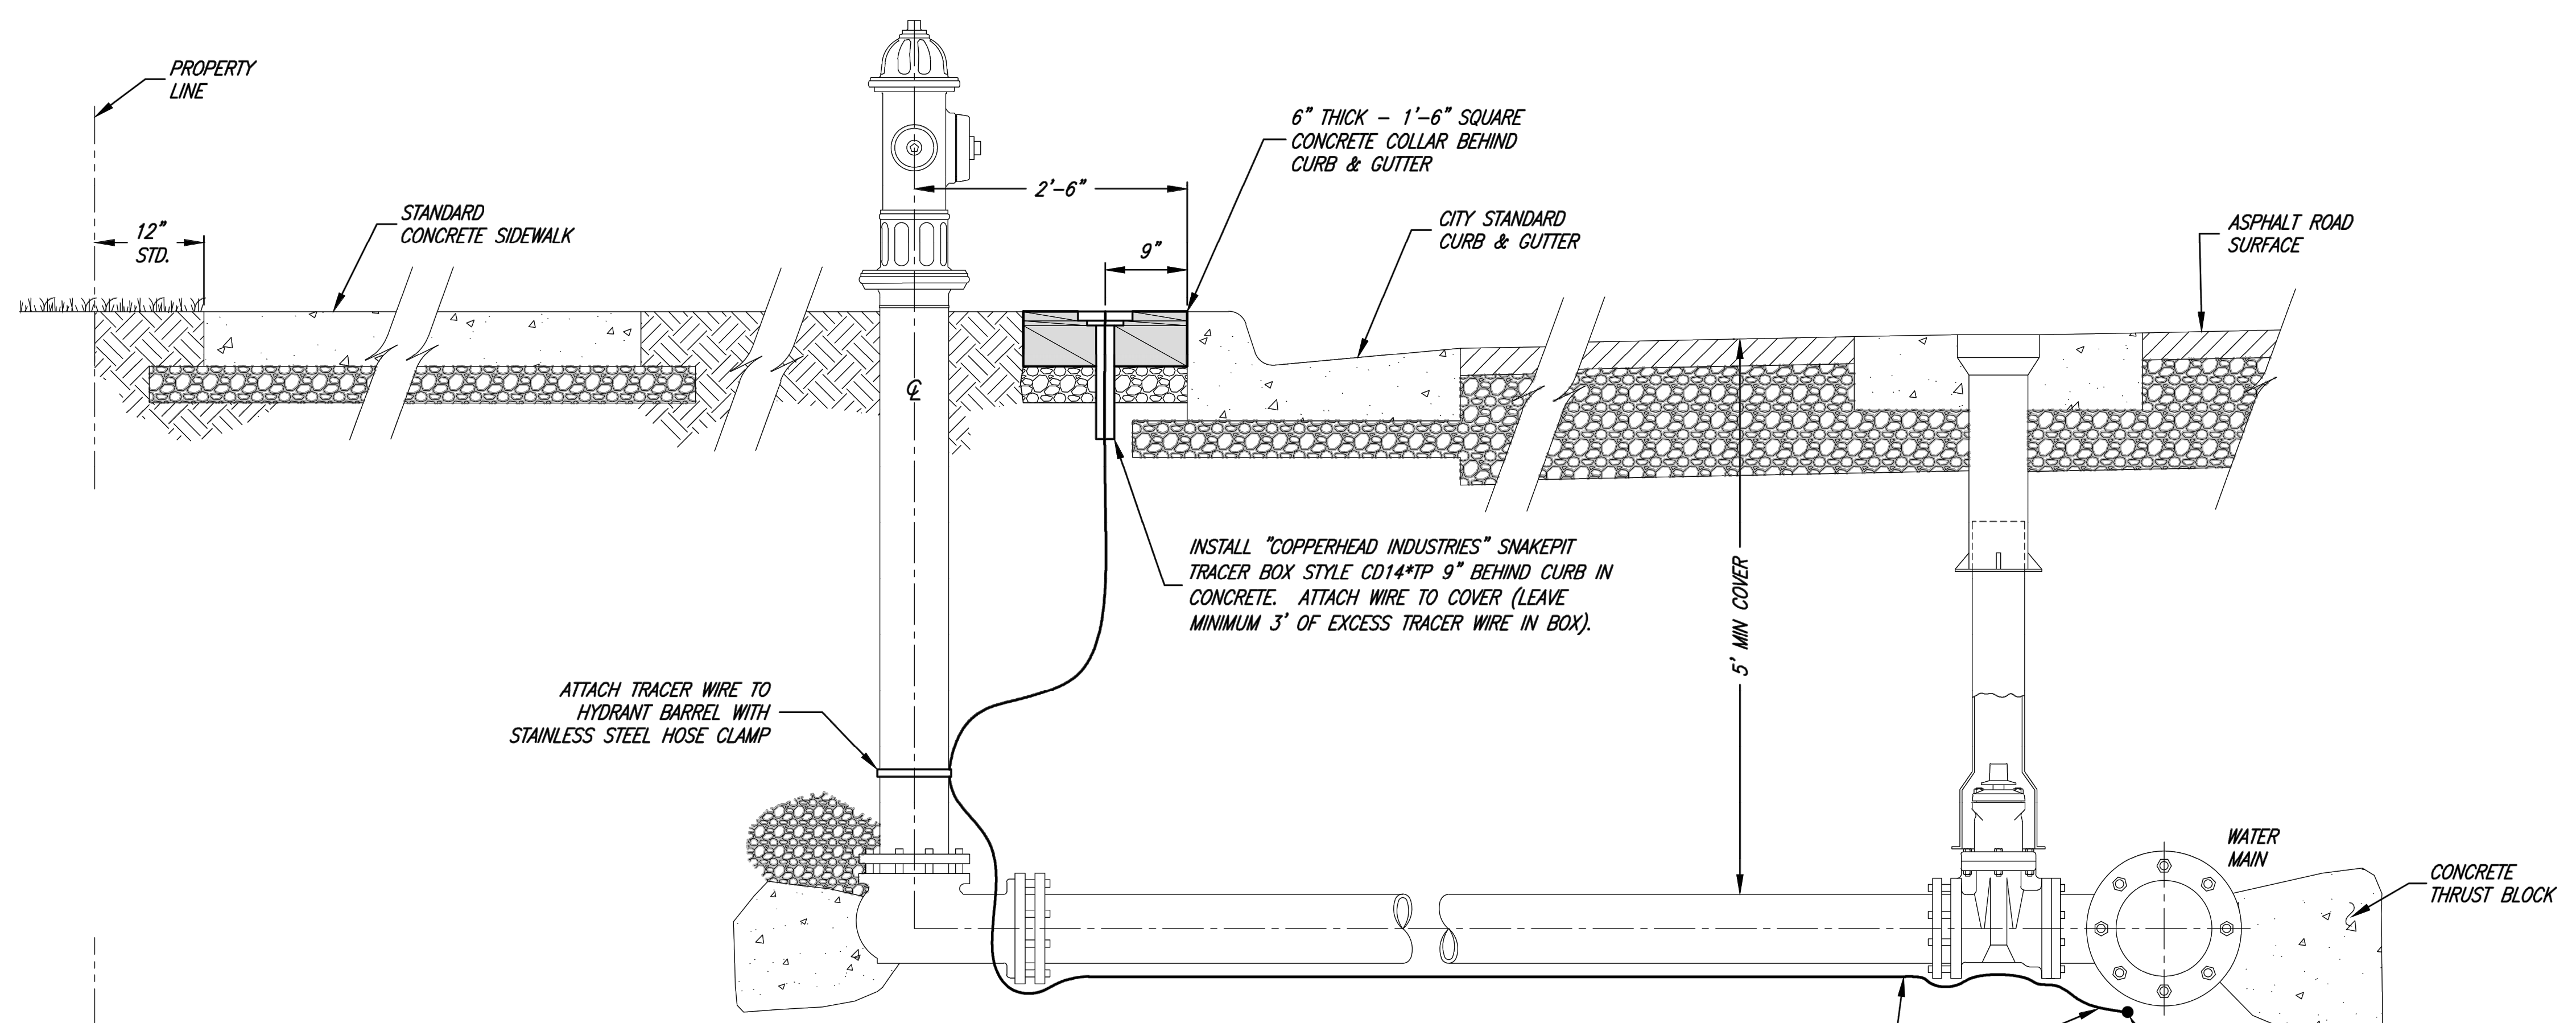 PROPERTY
LINE
12"
STD.
STANDARD
CONCRETE SIDEWALK
2'-6"
9"
6" THICK - 1'-6" SQUARE
CONCRETE COLLAR BEHIND
CURB & GUTTER
CITY STANDARD
CURB & GUTTER
ASPHALT ROAD
SURFACE
℄
INSTALL "COPPERHEAD INDUSTRIES" SNAKEPIT
TRACER BOX STYLE CD14*TP 9" BEHIND CURB IN
CONCRETE. ATTACH WIRE TO COVER (LEAVE
MINIMUM 3' OF EXCESS TRACER WIRE IN BOX).
5' MIN COVER
ATTACH TRACER WIRE TO
HYDRANT BARREL WITH
STAINLESS STEEL HOSE CLAMP
WATER
MAIN
CONCRETE
THRUST BLOCK